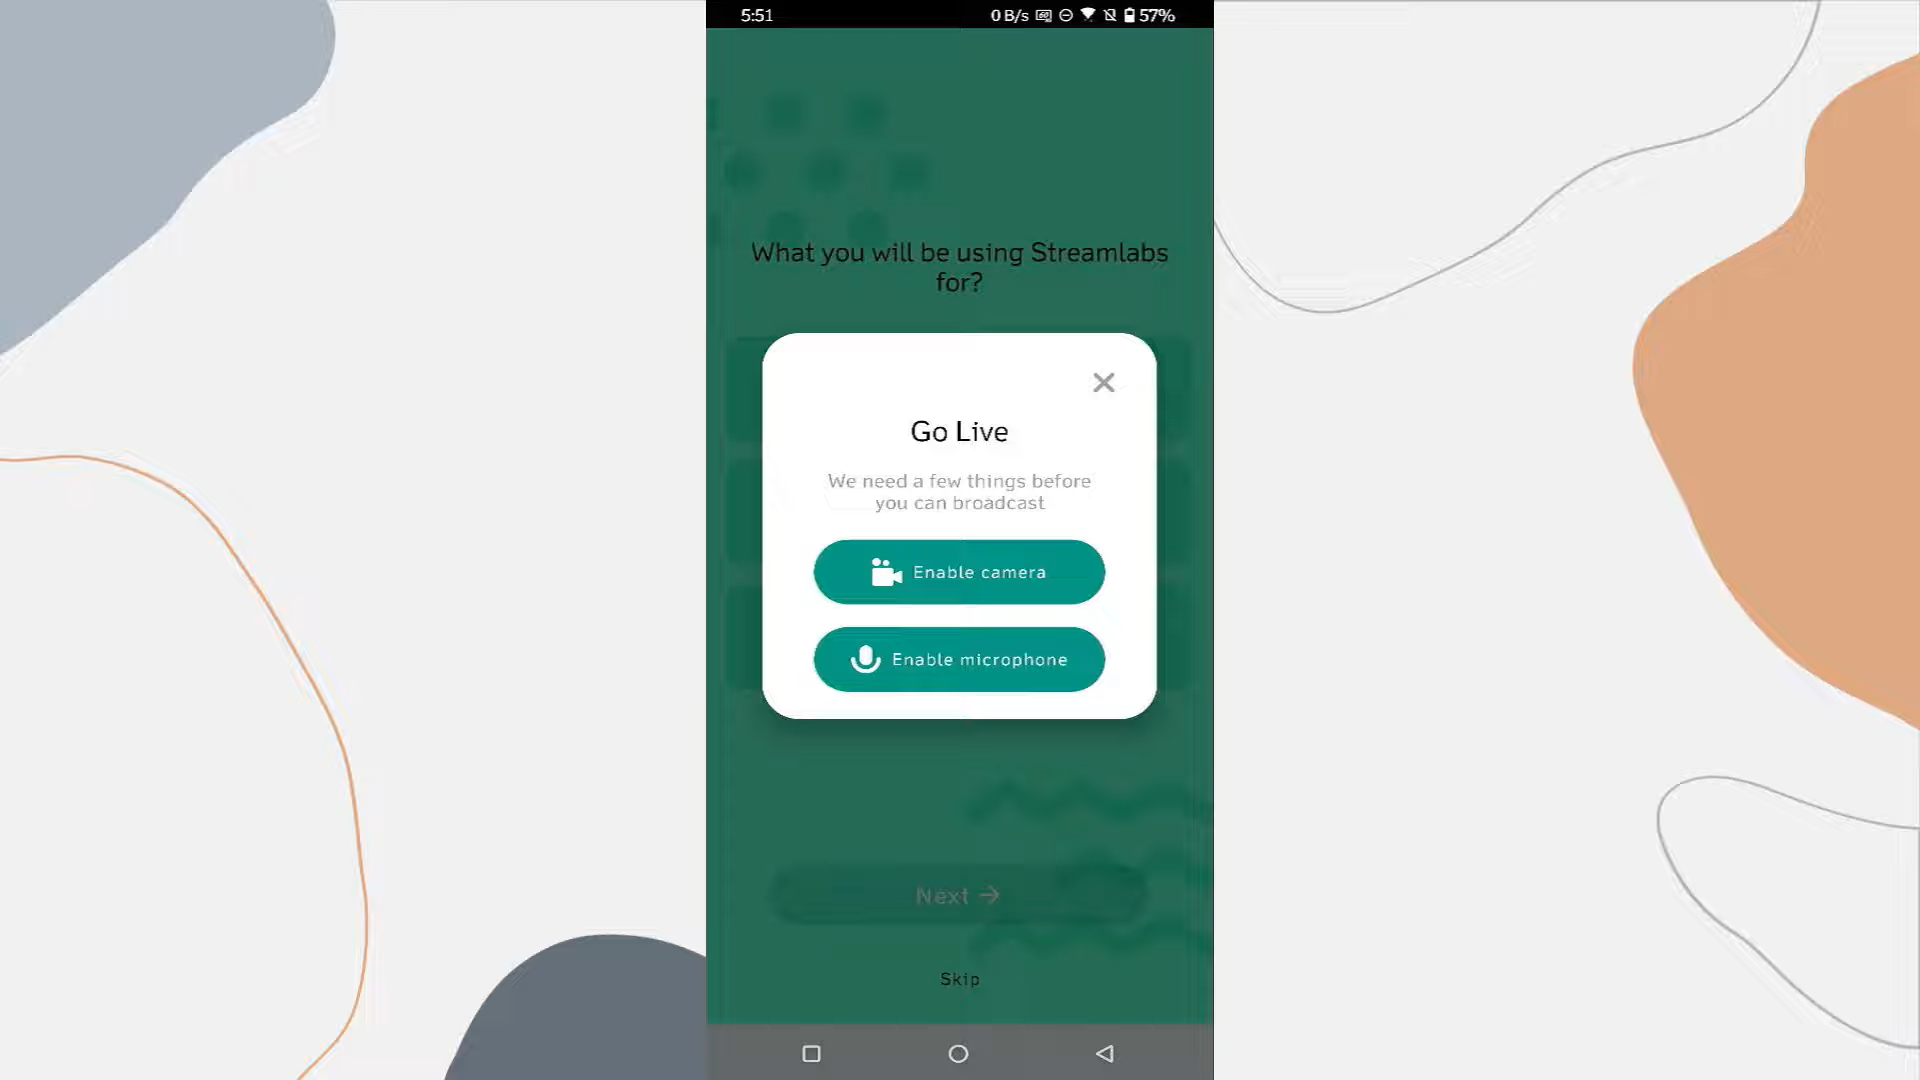 5:51 0 B/s 57%
What you will be using Streamlabs
for?
Go Live
We need a few things before
you can broadcast
Enable camera
Enable microphone
Next →
Skip